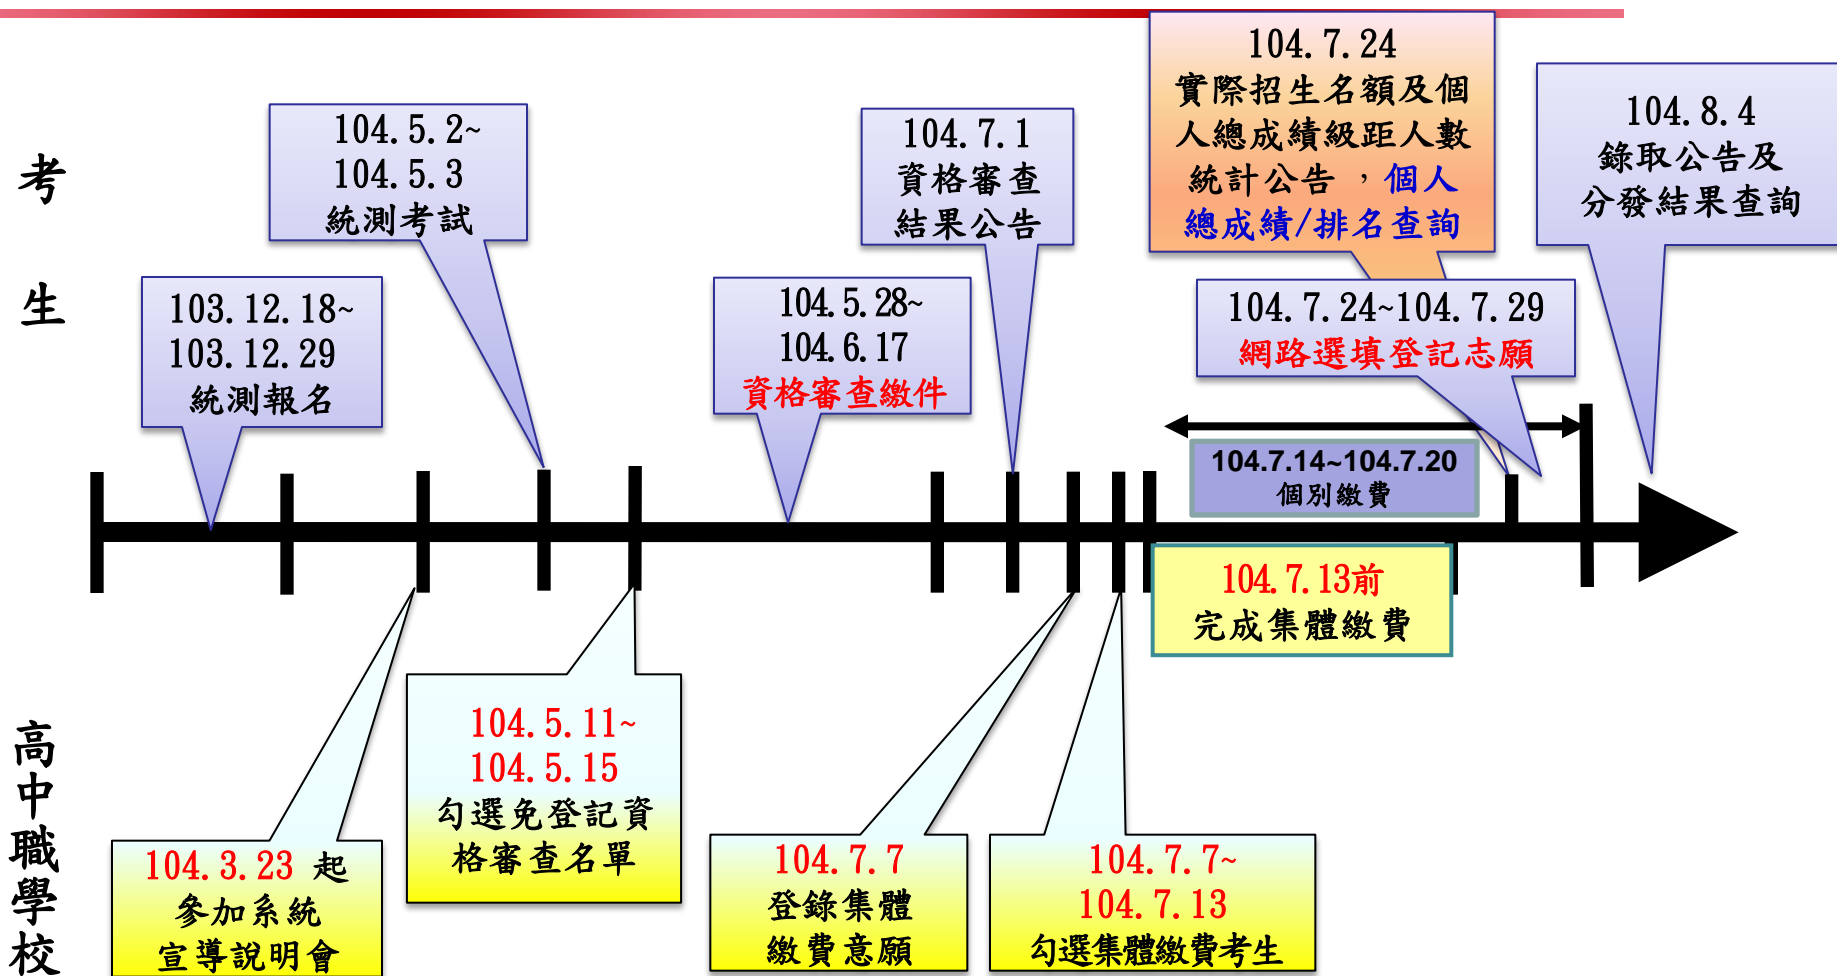 考
生
103.12.18~
103.12.29
統測報名
104.5.2~
104.5.3
統測考試
104.5.28~
104.6.17
資格審查繳件
104.7.1
資格審查
結果公告
104.7.24
實際招生名額及個
人總成績級距人數
統計公告，個人
總成績/排名查詢
104.7.24~104.7.29
網路選填登記志願
104.8.4
錄取公告及
分發結果查詢
104.7.14~104.7.20
個別繳費
104.7.13前
完成集體繳費
高
中
職
學
校
104.3.23 起
參加系統
宣導說明會
104.5.11~
104.5.15
勾選免登記資
格審查名單
104.7.7
登錄集體
繳費意願
104.7.7~
104.7.13
勾選集體繳費考生